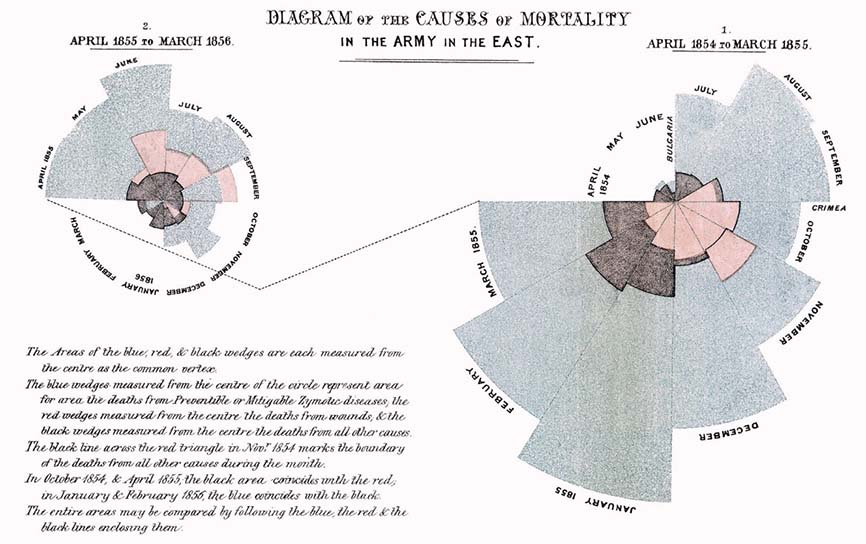 DIAGRAM OF THE CAUSES OF MORTALITY
IN THE ARMY IN THE EAST.
2.
APRIL 1855 TO MARCH 1856.
1.
APRIL 1854 TO MARCH 1855.
APRIL 1855
MAY
JUNE
JULY
AUGUST
SEPTEMBER
OCTOBER
NOVEMBER
DECEMBER
JANUARY 1856
FEBRUARY
MARCH
APRIL 1854
MAY
JUNE
BULGARIA
JULY
AUGUST
SEPTEMBER
CRIMEA
OCTOBER
NOVEMBER
DECEMBER
JANUARY 1855
FEBRUARY
MARCH 1855.
The Areas of the blue, red, & black wedges are each measured from
the centre as the common vertex.
The blue wedges measured from the centre of the circle represent area
for area the deaths from Preventible or Mitigable Zymotic diseases, the
red wedges measured from the centre the deaths from wounds, & the
black wedges measured from the centre the deaths from all other causes.
The black line across the red triangle in Novr. 1854 marks the boundary
of the deaths from all other causes during the month.
In October 1854, & April 1855, the black area coincides with the red,
in January & February 1856, the blue coincides with the black.
The entire areas may be compared by following the blue, the red & the
black lines enclosing them.